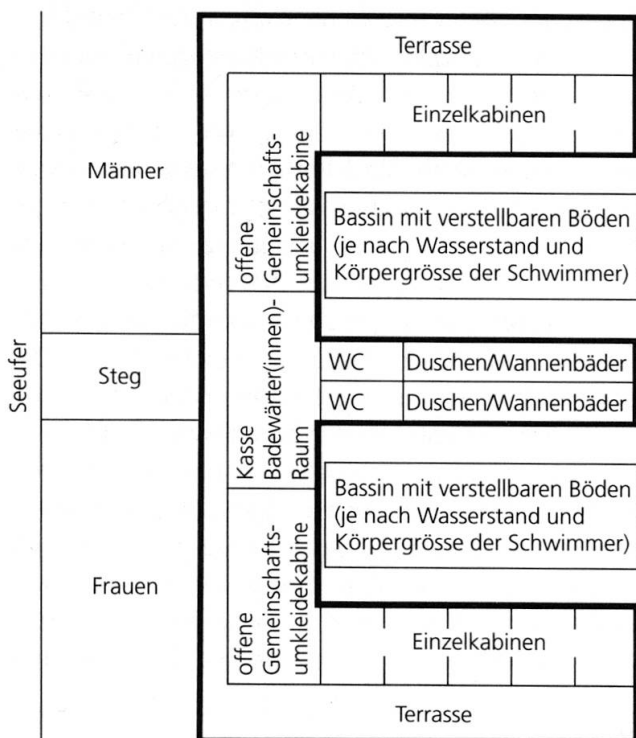 Terrasse
Einzelkabinen
offene
Gemeinschafts-
umkleidekabine
Männer
Bassin mit verstellbaren Böden
(je nach Wasserstand und
Körpergrösse der Schwimmer)
Seeufer
Steg
Kasse
Badewärter(innen)-
Raum
WC
Duschen/Wannenbäder
WC
Duschen/Wannenbäder
Bassin mit verstellbaren Böden
(je nach Wasserstand und
Körpergrösse der Schwimmer)
Frauen
offene
Gemeinschafts-
umkleidekabine
Einzelkabinen
Terrasse